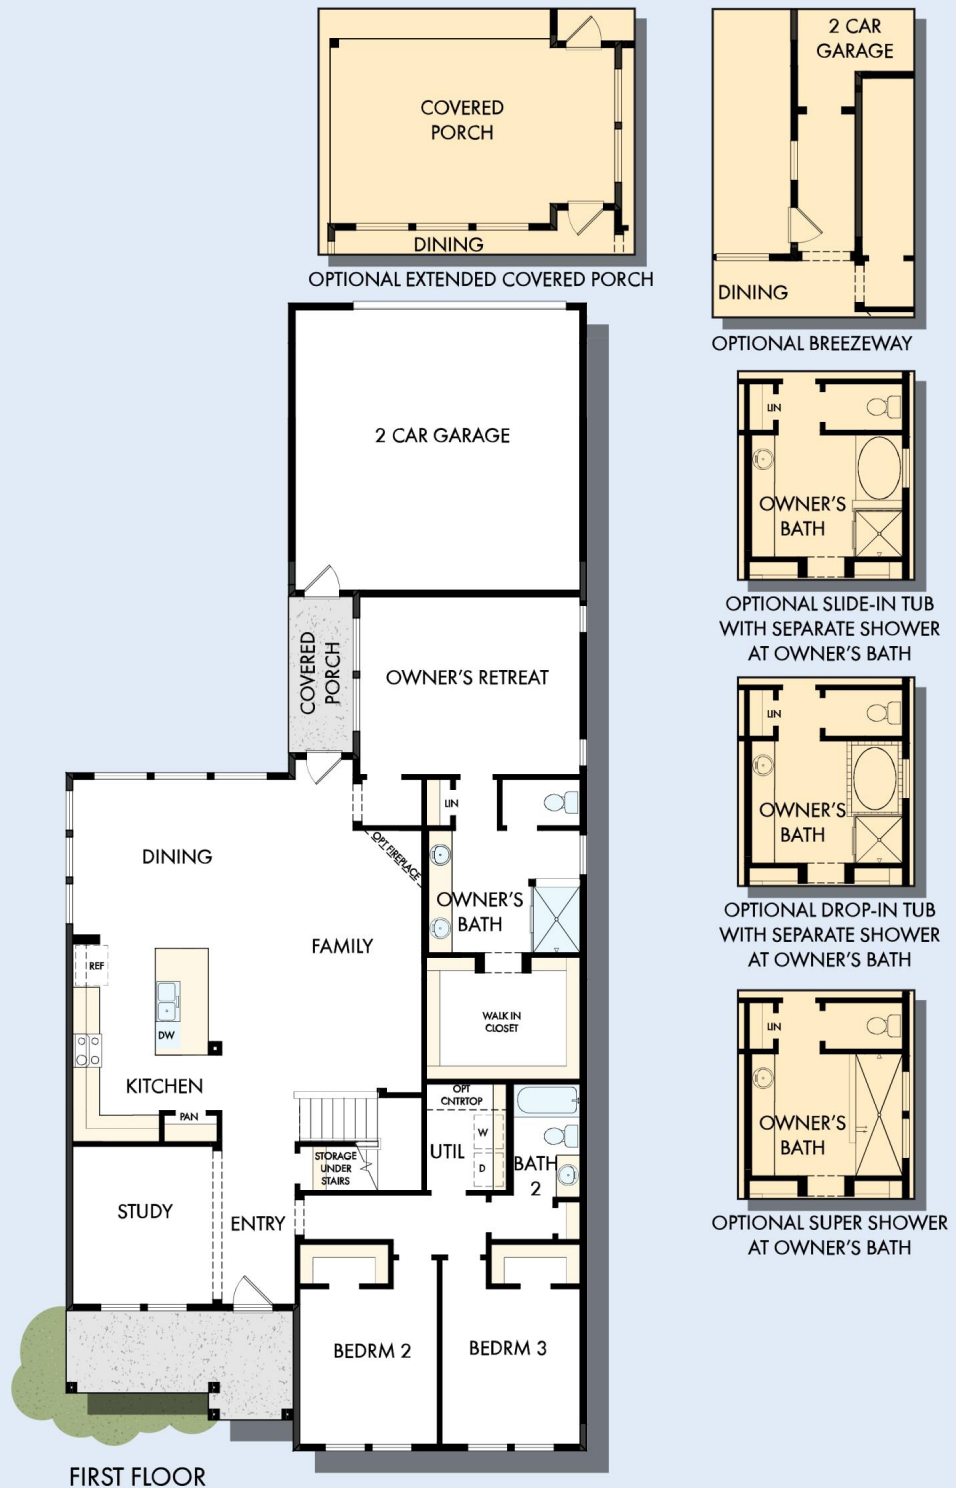 COVERED
PORCH
DINING
OPTIONAL EXTENDED COVERED PORCH
2 CAR
GARAGE
DINING
OPTIONAL BREEZEWAY
LIN
OWNER'S
BATH
OPTIONAL SLIDE-IN TUB
WITH SEPARATE SHOWER
AT OWNER'S BATH
LIN
OWNER'S
BATH
OPTIONAL DROP-IN TUB
WITH SEPARATE SHOWER
AT OWNER'S BATH
LIN
OWNER'S
BATH
OPTIONAL SUPER SHOWER
AT OWNER'S BATH
2 CAR GARAGE
COVERED
PORCH
OWNER'S RETREAT
LIN
OPT FIREPLACE
DINING
OWNER'S
BATH
FAMILY
REF
DW
WALK IN
CLOSET
KITCHEN
PAN
OPT
CNTRTOP
W
D
UTIL
BATH
2
STORAGE
UNDER
STAIRS
STUDY
ENTRY
BEDRM 2
BEDRM 3
FIRST FLOOR